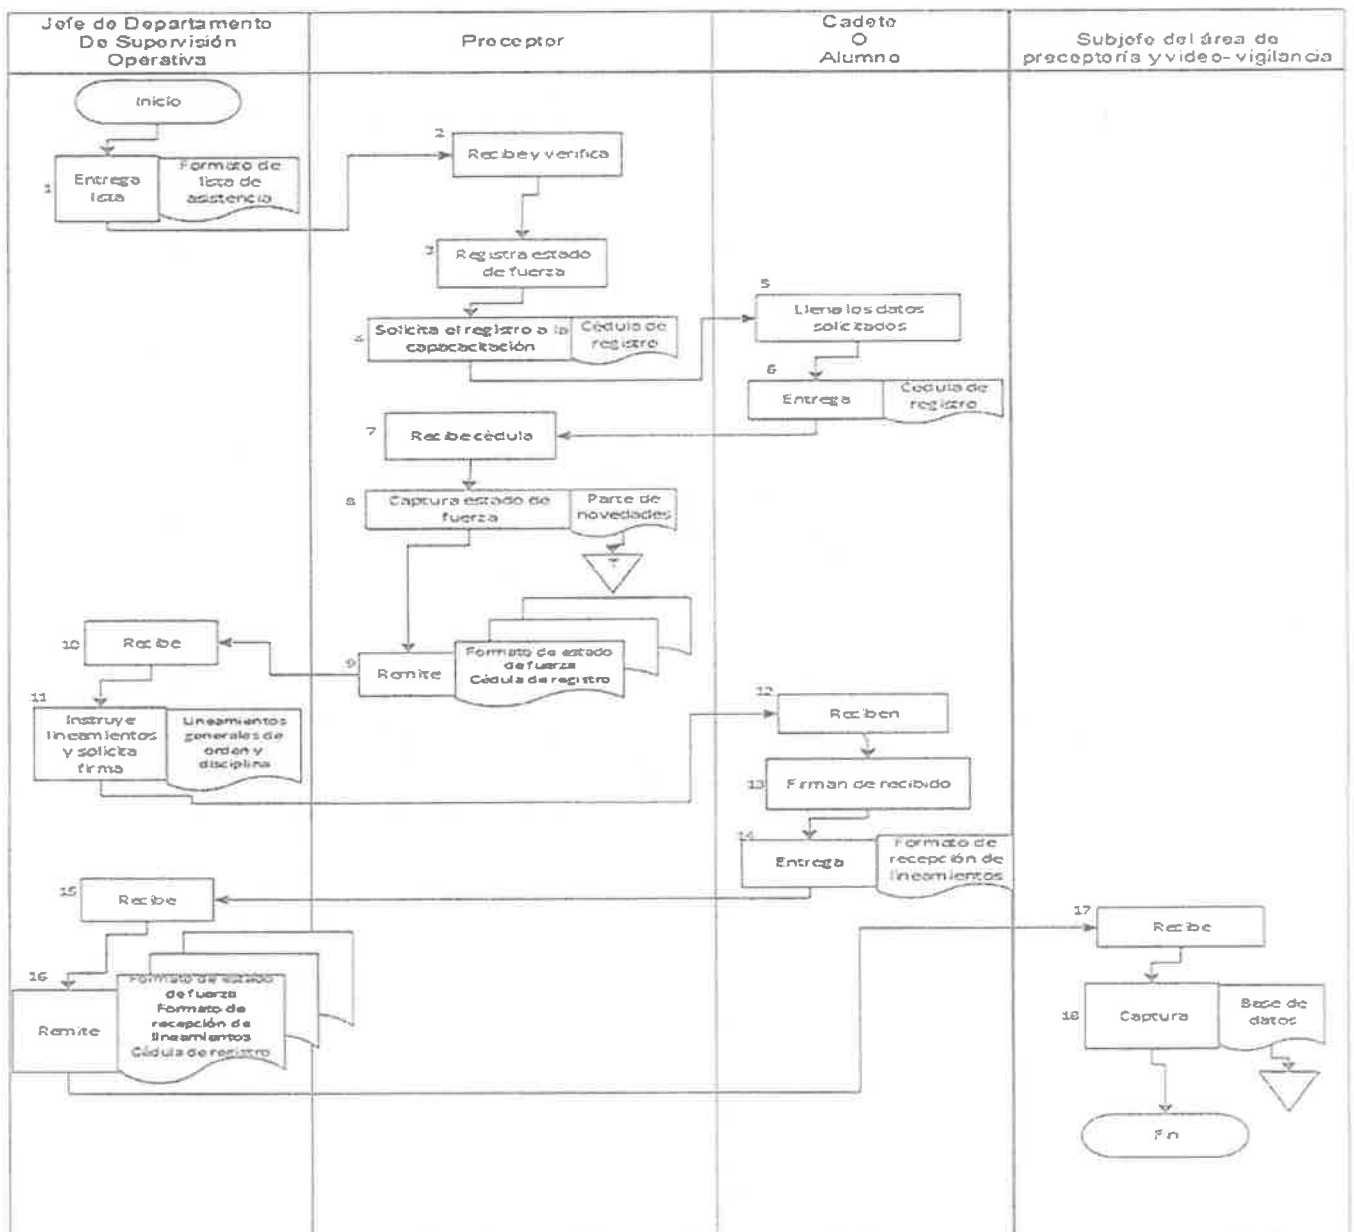 Jefe de Departamento
De Supervisión
Operativa
Preceptor
Cadete
O
Alumno
Subjefe del área de
preceptoría y video-vigilancia
Inicio
1
Entrega
lista
Formato de
lista de
asistencia
2
Recibe y verifica
3
Registra estado
de fuerza
4
Solicita el registro a la
capacacitación
Cédula de
registro
5
Llena los datos
solicitados
6
Entrega
Cédula de
registro
7
Recibe cédula
8
Captura estado de
fuerza
Parte de
novedades
9
Remite
Formato de estado
de fuerza
Cédula de registro
10
Recibe
11
Instruye
lineamientos
y solicita
firma
Lineamientos
generales de
orden y
disciplina
12
Reciben
13
Firman de recibido
14
Entrega
Formato de
recepción de
lineamientos
15
Recibe
16
Remite
Formato de estado
de fuerza
Formato de
recepción de
lineamientos
Cédula de registro
17
Recibe
18
Captura
Base de
datos
Fin